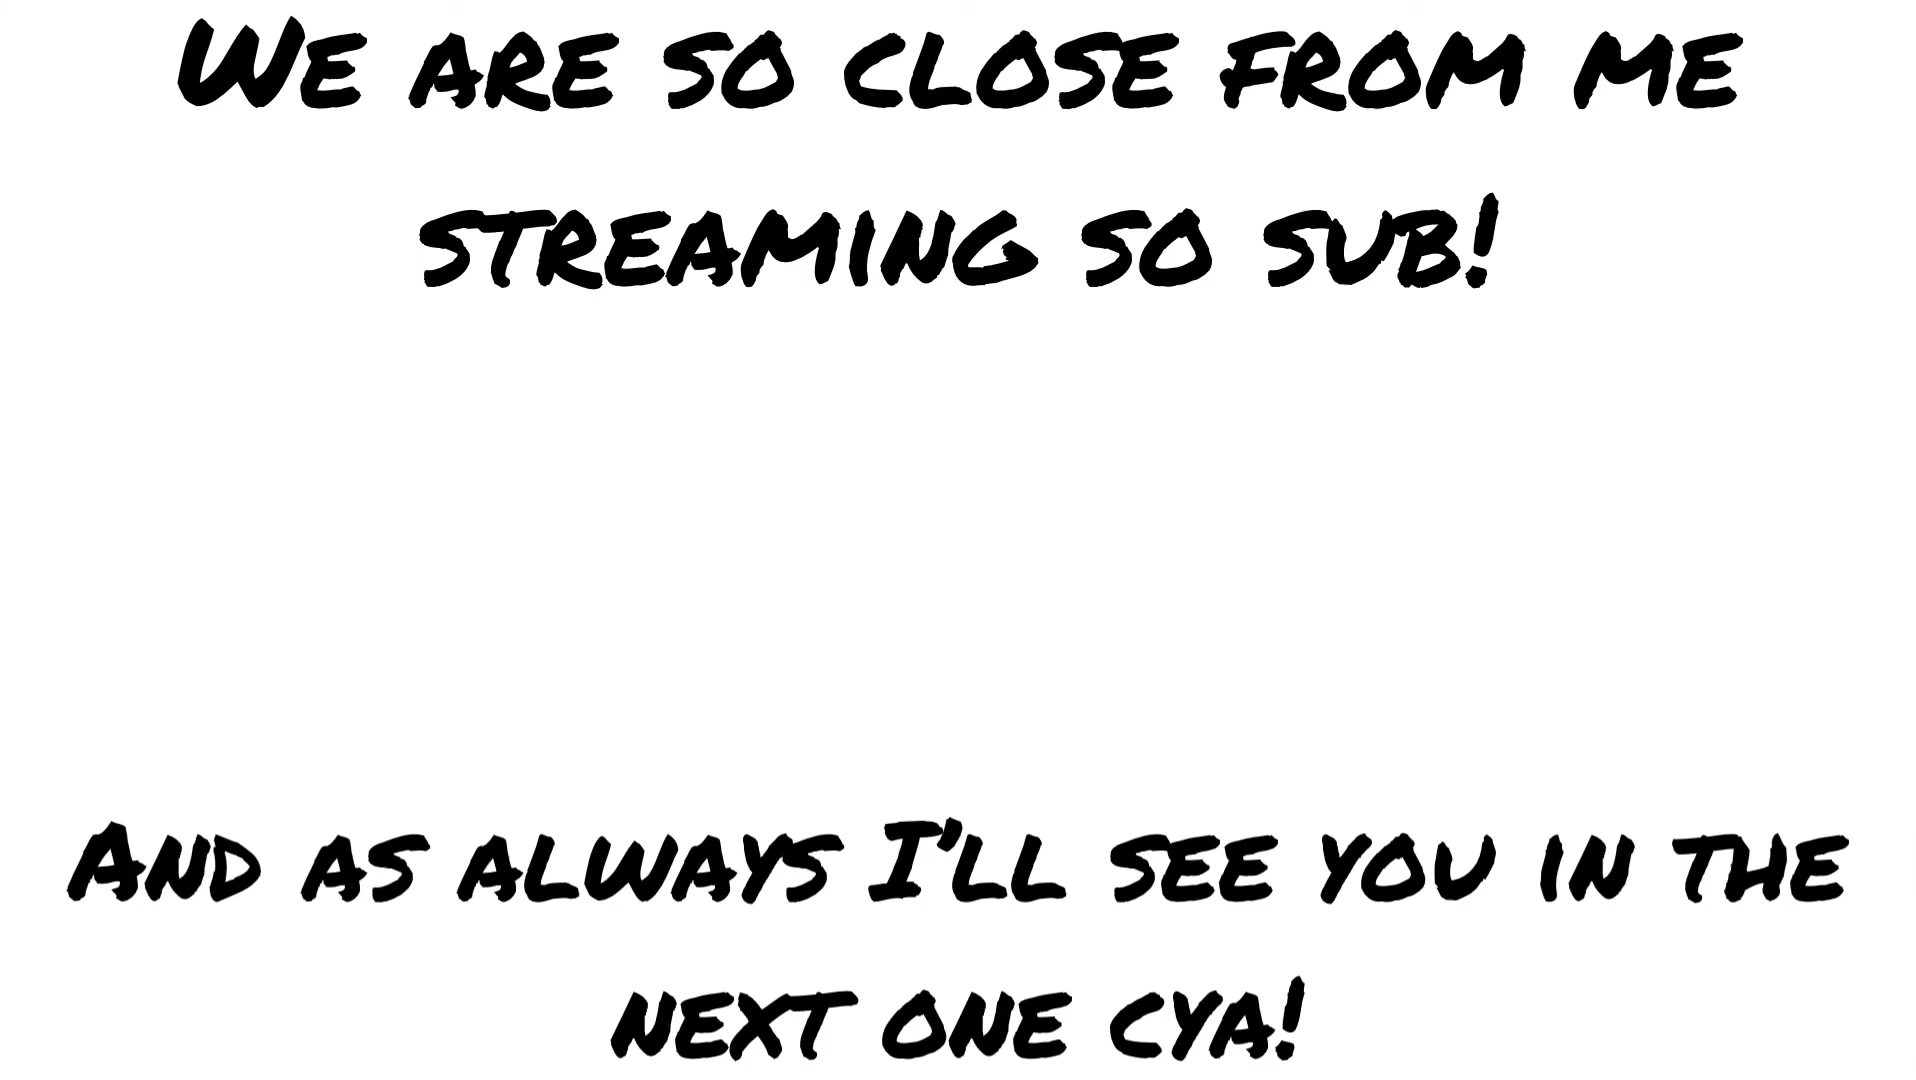 We are so close from me
streaming so sub!
And as always I'll see you in the
next one cya!